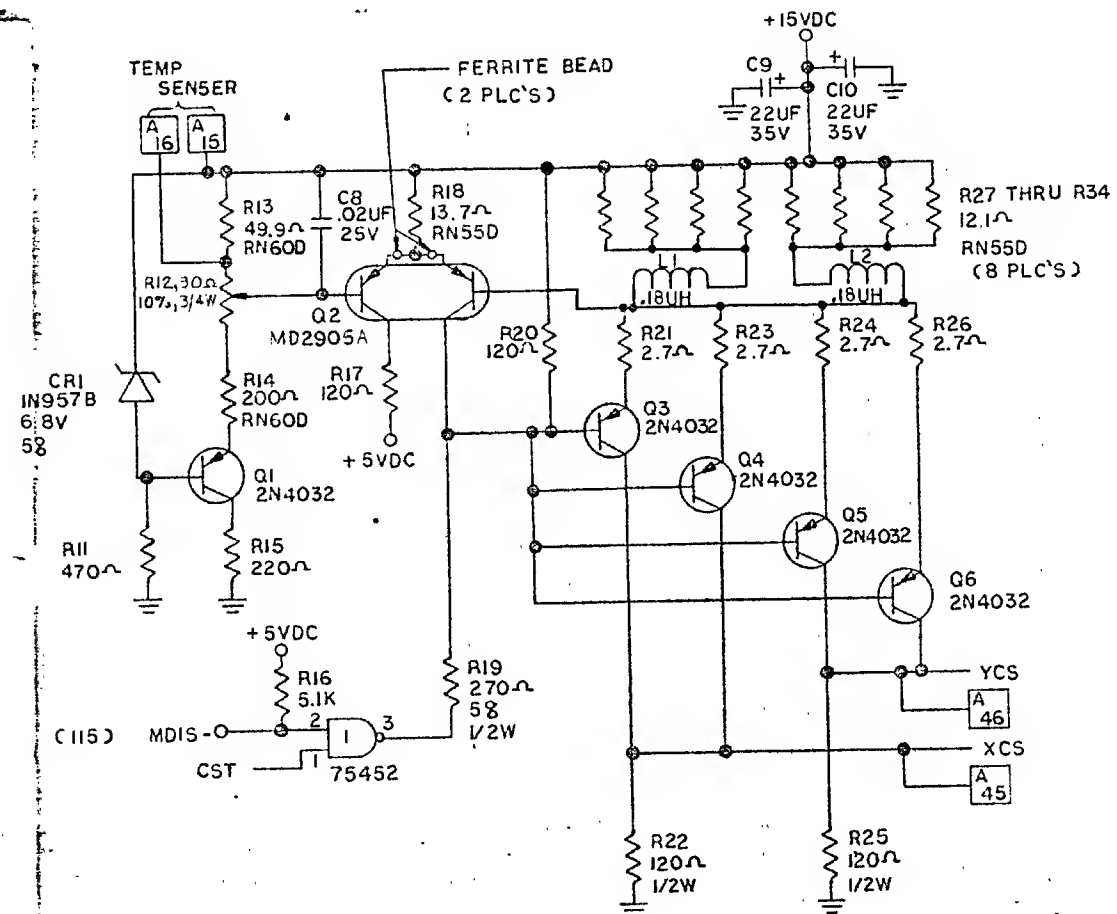 +15VDC
TEMP
SENSER
A
16
A
15
FERRITE BEAD
(2 PLC'S)
C9
22UF
35V
C10
22UF
35V
R13
49.9Ω
RN60D
C8
.02UF
25V
R18
13.7Ω
RN55D
R27 THRU R34
12.1Ω
RN55D
(8 PLC'S)
L1
.18UH
L2
.18UH
R12, 30Ω
10%, 3/4W
Q2
MD2905A
R20
120Ω
R21
2.7Ω
R23
2.7Ω
R24
2.7Ω
R26
2.7Ω
CR1
1N957B
6.8V
5%
R14
200Ω
RN60D
R17
120Ω
+5VDC
Q3
2N4032
Q4
2N4032
Q5
2N4032
Q6
2N4032
Q1
2N4032
R11
470Ω
R15
220Ω
+5VDC
R16
5.1K
R19
270Ω
5%
1/2W
(115) MDIS-
2
1
3
CST
1
75452
YCS
A
46
XCS
A
45
R22
120Ω
1/2W
R25
120Ω
1/2W